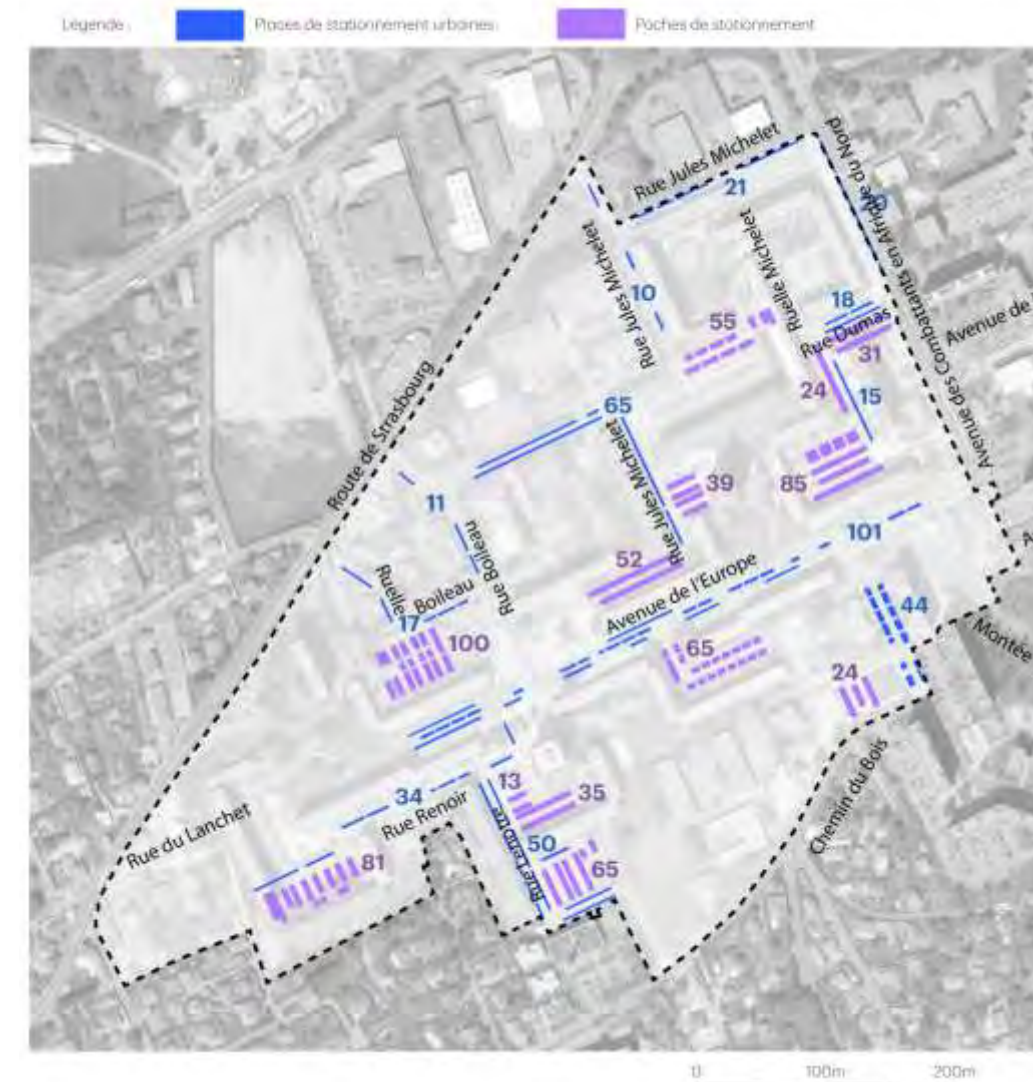 Légende :
Places de stationnement urbaines
Poches de stationnement
Rue Jules Michelet
21
Avenue des Combattants en Afrique du Nord
Rue Jules Michelet
Ruelle Michelet
10
18
55
Rue Dumas
Avenue de
31
24
15
65
Route de Strasbourg
Rue Jules Michelet
39
85
11
101
Rue Boileau
52
Ruelle Boileau
Avenue de l'Europe
44
17
100
65
Montée
24
13
35
34
Rue Renoir
Chemin du Bois
Rue du Lanchet
50
Rue Lenotre
81
65
0
100m
200m